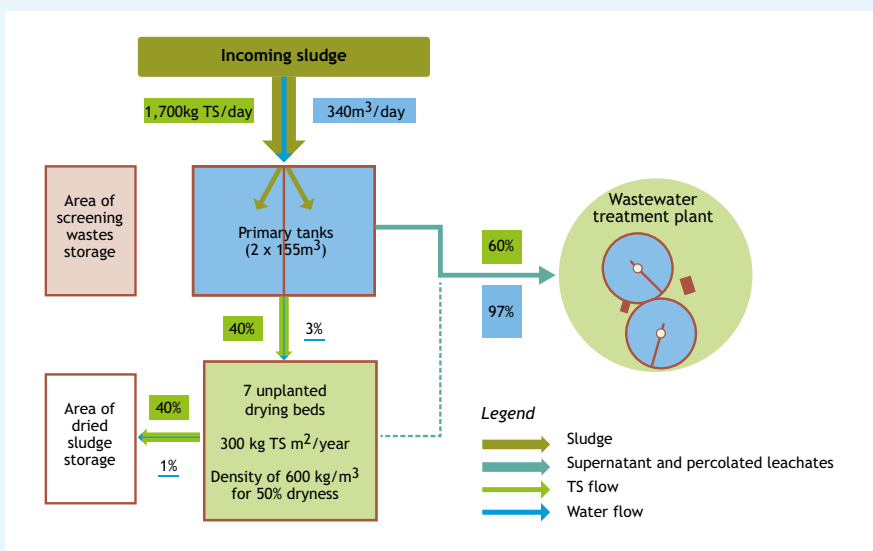 Incoming sludge
1,700kg TS/day
340m³/day
Area of
screening
wastes
storage
Primary tanks
(2 x 155m³)
60%
97%
Wastewater
treatment plant
40%
3%
Area of
dried
sludge
storage
40%
1%
7 unplanted
drying beds
300 kg TS m²/year
Density of 600 kg/m³
for 50% dryness
Legend
Sludge
Supernatant and percolated leachates
TS flow
Water flow